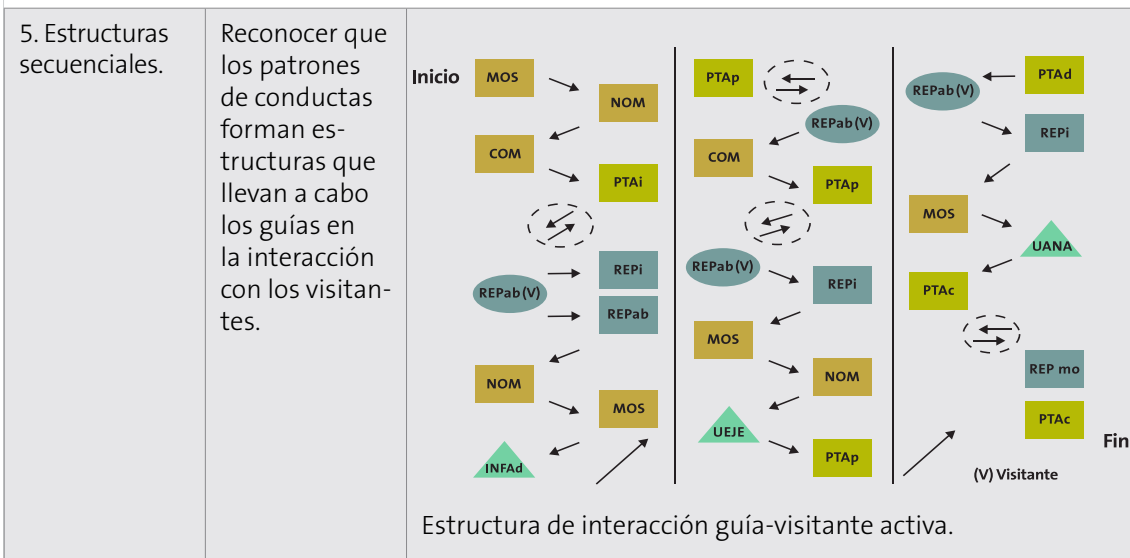 5. Estructuras
secuenciales.
Reconocer que
los patrones
de conductas
forman es-
tructuras que
llevan a cabo
los guías en
la interacción
con los visitan-
tes.
Inicio
MOS
NOM
COM
PTAi
REPab (V)
REPi
REPab
NOM
MOS
INFAd
PTAp
REPab (V)
COM
PTAp
REPab (V)
REPi
MOS
NOM
UEJE
PTAp
PTAd
REPab (V)
REPi
MOS
UANA
PTAc
REP mo
PTAc
Fin
(V) Visitante
Estructura de interacción guía-visitante activa.